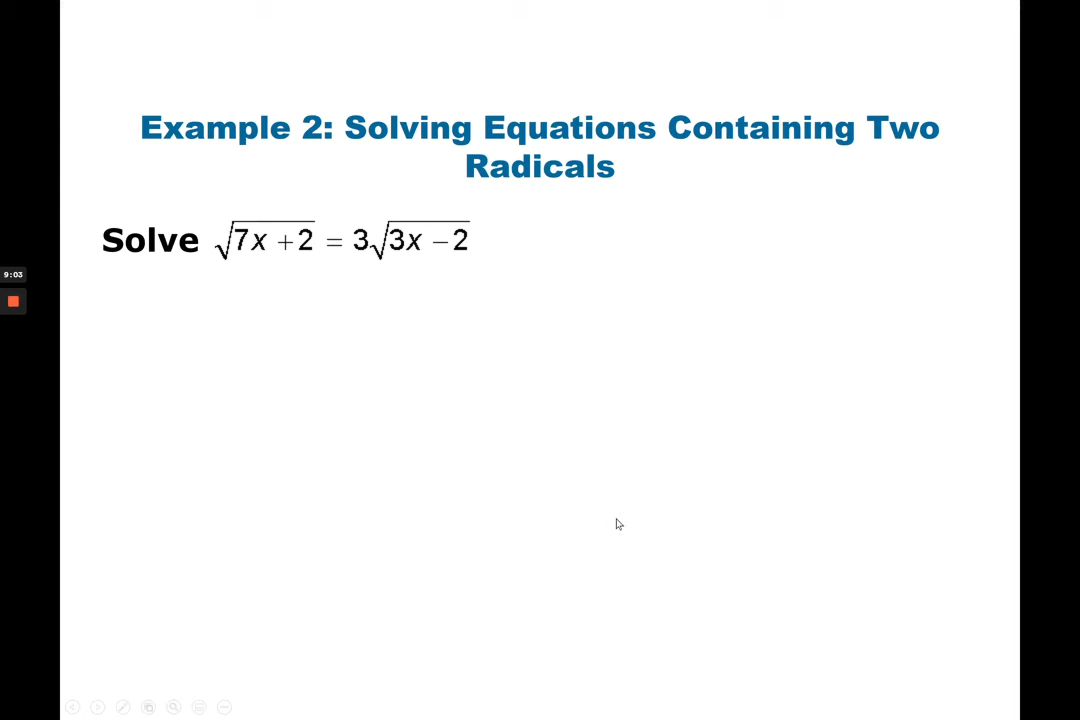 Example 2: Solving Equations Containing Two
Radicals
Solve √7x + 2 = 3√3x − 2
9:03